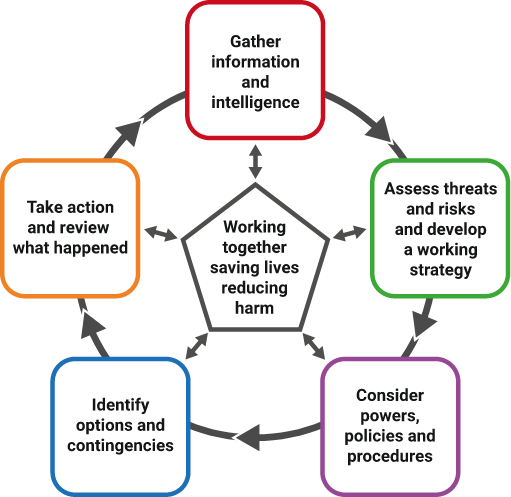 Gather
information
and
intelligence
Assess threats
and risks
and develop
a working
strategy
Consider
powers,
policies and
procedures
Identify
options and
contingencies
Take action
and review
what happened
Working
together
saving lives
reducing
harm